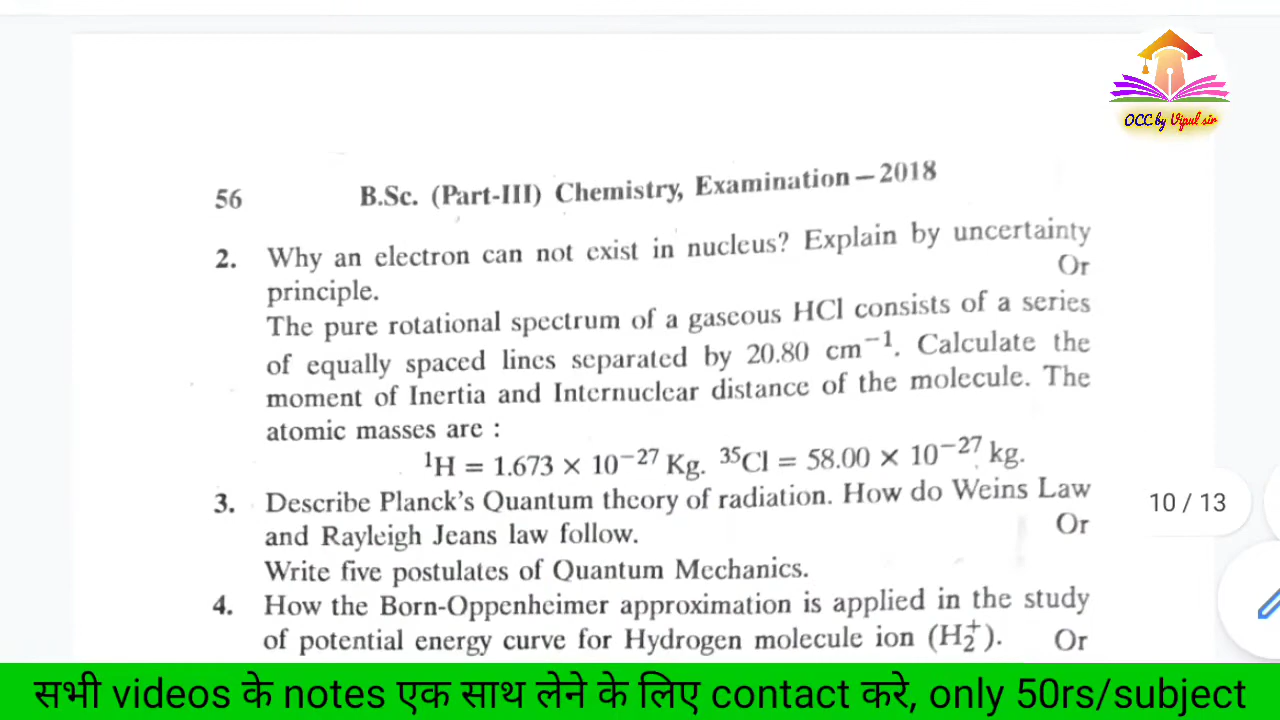 OCC by Vipul sir
56 B.Sc. (Part-III) Chemistry, Examination—2018
2. Why an electron can not exist in nucleus? Explain by uncertainty
principle. Or
The pure rotational spectrum of a gaseous HCl consists of a series
of equally spaced lines separated by 20.80 cm⁻¹. Calculate the
moment of Inertia and Internuclear distance of the molecule. The
atomic masses are :
¹H = 1.673 × 10⁻²⁷ Kg. ³⁵Cl = 58.00 × 10⁻²⁷ kg.
3. Describe Planck's Quantum theory of radiation. How do Weins Law
and Rayleigh Jeans law follow. Or
10 / 13
Write five postulates of Quantum Mechanics.
4. How the Born-Oppenheimer approximation is applied in the study
of potential energy curve for Hydrogen molecule ion (H₂⁺). Or
सभी videos के notes एक साथ लेने के लिए contact करे, only 50rs/subject